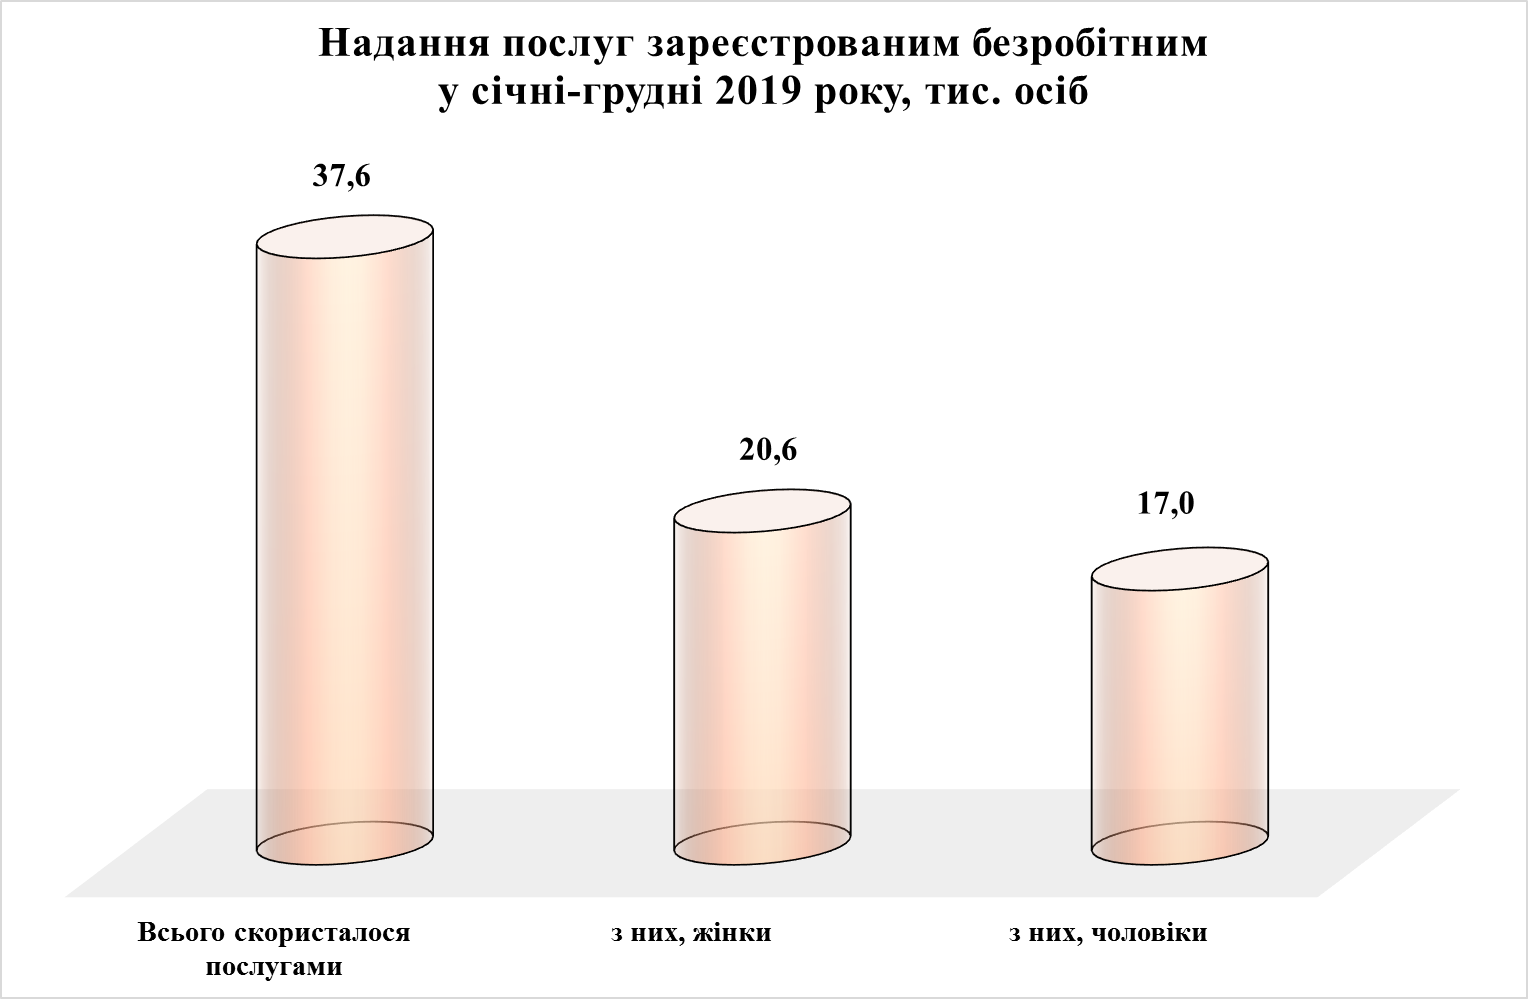 Надання послуг зареєстрованим безробітним
у січні-грудні 2019 року, тис. осіб
37,6
20,6
17,0
Всього скористалося
послугами
з них, жінки
з них, чоловіки